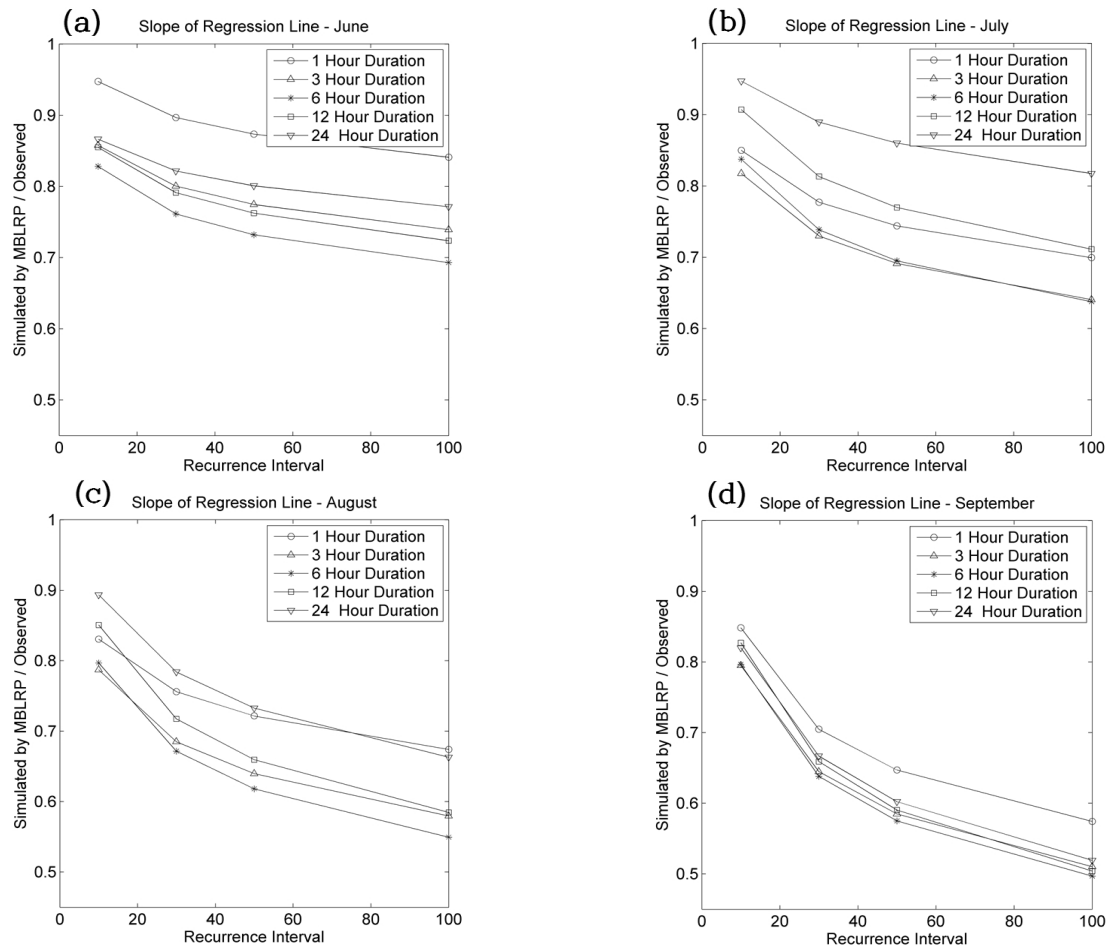 (a)
Slope of Regression Line - June
1
0.9
0.8
0.7
0.6
0.5
0
20
40
60
80
100
Simulated by MBLRP / Observed
Recurrence Interval
1 Hour Duration
3 Hour Duration
6 Hour Duration
12 Hour Duration
24 Hour Duration
(b)
Slope of Regression Line - July
1
0.9
0.8
0.7
0.6
0.5
0
20
40
60
80
100
Simulated by MBLRP / Observed
Recurrence Interval
1 Hour Duration
3 Hour Duration
6 Hour Duration
12 Hour Duration
24 Hour Duration
(c)
Slope of Regression Line - August
1
0.9
0.8
0.7
0.6
0.5
0
20
40
60
80
100
Simulated by MBLRP / Observed
Recurrence Interval
1 Hour Duration
3 Hour Duration
6 Hour Duration
12 Hour Duration
24 Hour Duration
(d)
Slope of Regression Line - September
1
0.9
0.8
0.7
0.6
0.5
0
20
40
60
80
100
Simulated by MBLRP / Observed
Recurrence Interval
1 Hour Duration
3 Hour Duration
6 Hour Duration
12 Hour Duration
24 Hour Duration